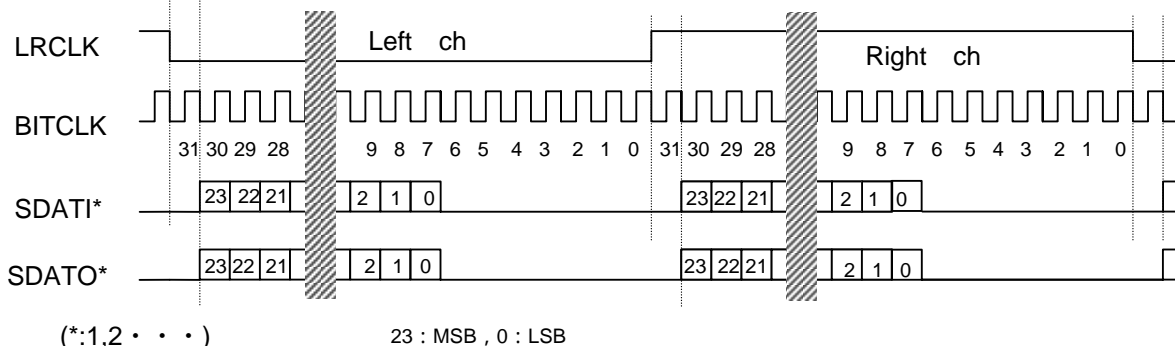 LRCLK Left ch Right ch
BITCLK
31 30 29 28 9 8 7 6 5 4 3 2 1 0 31 30 29 28 9 8 7 6 5 4 3 2 1 0
SDATI* 23 22 21 2 1 0 23 22 21 2 1 0
SDATO* 23 22 21 2 1 0 23 22 21 2 1 0
(*:1,2・・・) 23 : MSB , 0 : LSB